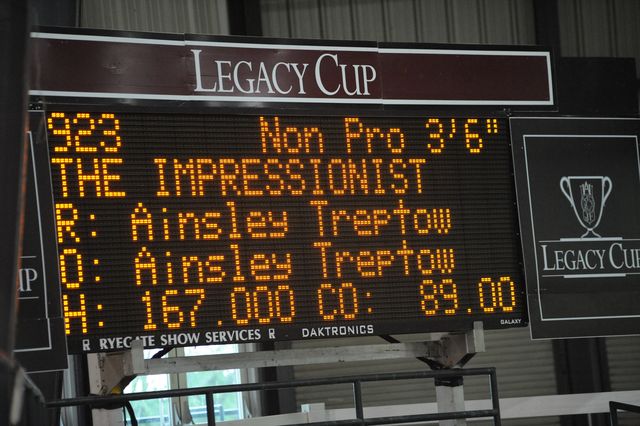 LEGACY CUP
923 Non Pro 3'6"
THE IMPRESSIONIST
R: Ainsley Treptow
O: Ainsley Treptow
H: 167.000 CO: 89.00
R RYEGATE SHOW SERVICES R DAKTRONICS GALAXY
LEGACY CUP
UP